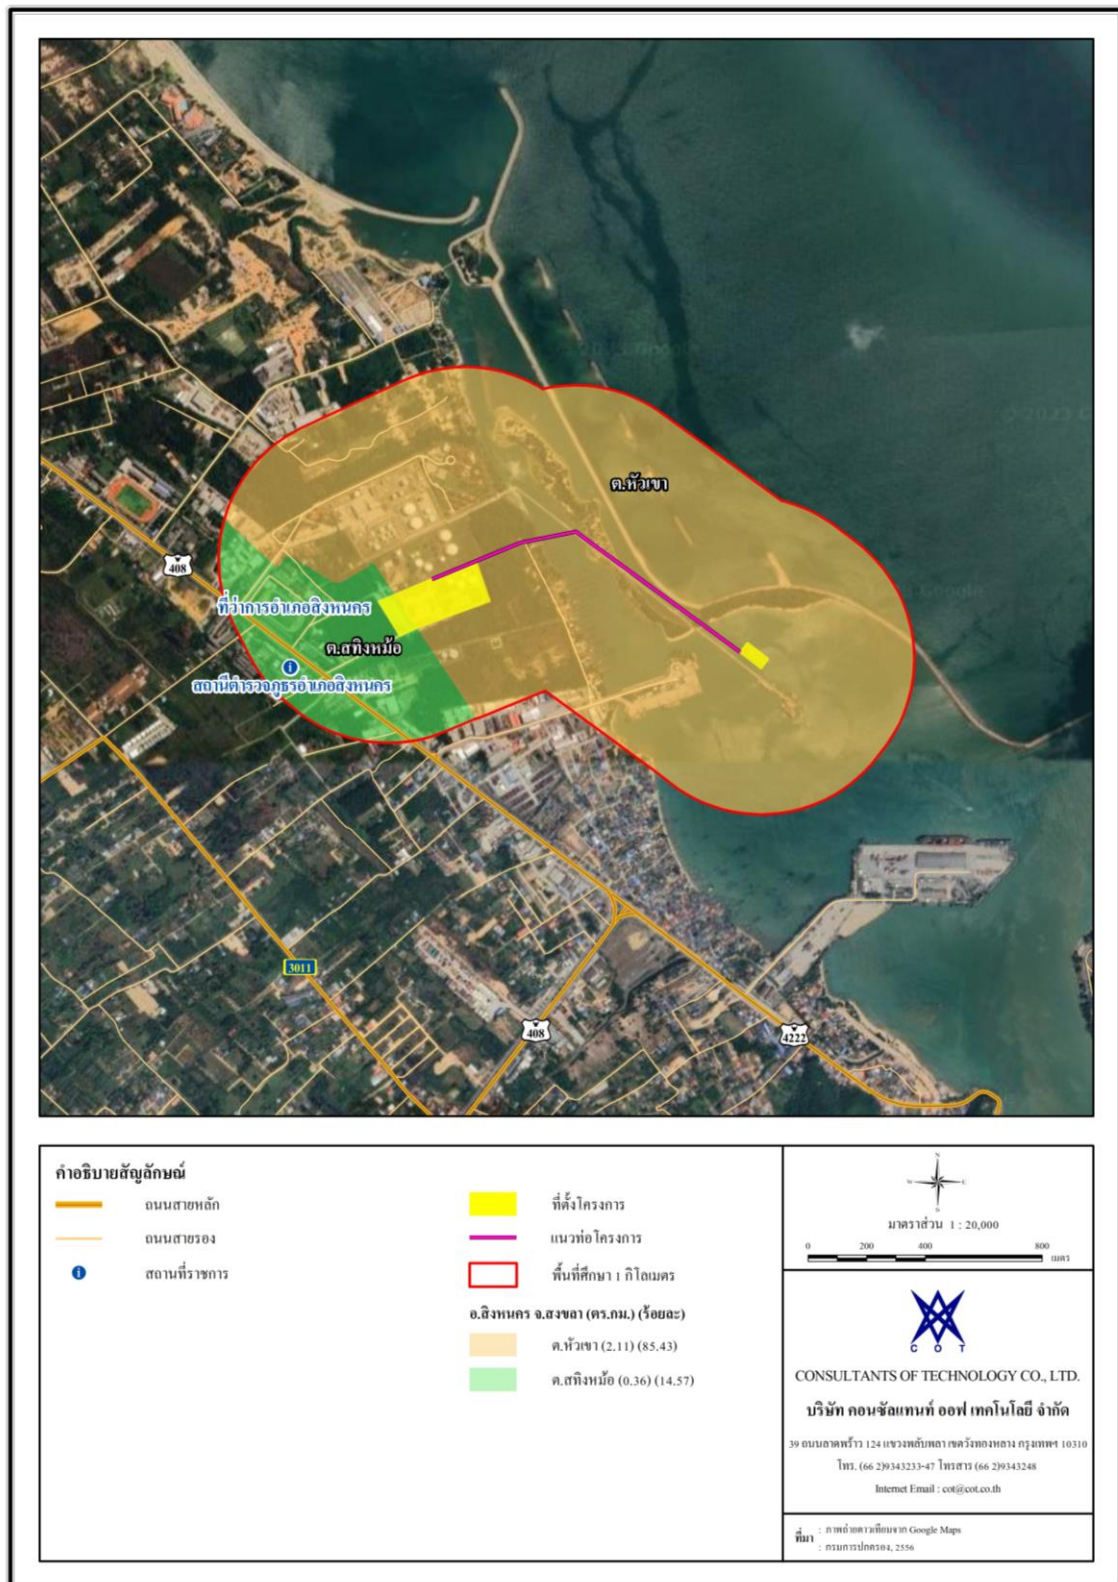 ต.หัวเขา
408
ที่ว่าการอำเภอสิงหนคร
ต.สทิงหม้อ
สถานีตำรวจภูธรอำเภอสิงหนคร
Google
3011
408
4222
คำอธิบายสัญลักษณ์
ถนนสายหลัก
ถนนสายรอง
สถานที่ราชการ
ที่ตั้งโครงการ
แนวท่อโครงการ
พื้นที่ศึกษา 1 กิโลเมตร
อ.สิงหนคร จ.สงขลา (ตร.กม.) (ร้อยละ)
ต.หัวเขา (2.11) (85.43)
ต.สทิงหม้อ (0.36) (14.57)
N
W E
S
มาตราส่วน 1 : 20,000
0 200 400 800
เมตร
C O T
CONSULTANTS OF TECHNOLOGY CO., LTD.
บริษัท คอนซัลแทนท์ ออฟ เทคโนโลยี จำกัด
39 ถนนลาดพร้าว 124 แขวงพลับพลา เขตวังทองหลาง กรุงเทพฯ 10310
โทร. (66 2)9343233-47 โทรสาร (66 2)9343248
Internet Email : cot@cot.co.th
ที่มา : ภาพถ่ายดาวเทียมจาก Google Maps
: กรมการปกครอง, 2556